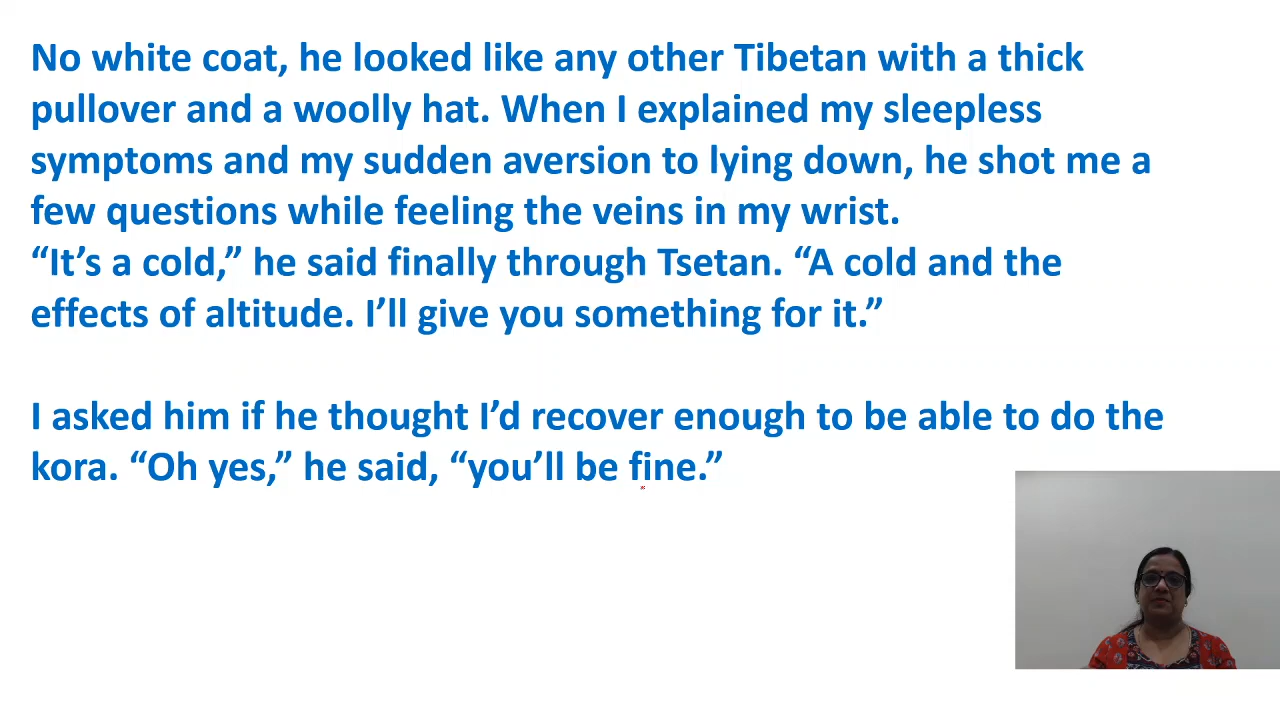 No white coat, he looked like any other Tibetan with a thick
pullover and a woolly hat. When I explained my sleepless
symptoms and my sudden aversion to lying down, he shot me a
few questions while feeling the veins in my wrist.
“It’s a cold,” he said finally through Tsetan. “A cold and the
effects of altitude. I’ll give you something for it.”
I asked him if he thought I’d recover enough to be able to do the
kora. “Oh yes,” he said, “you’ll be fine.”